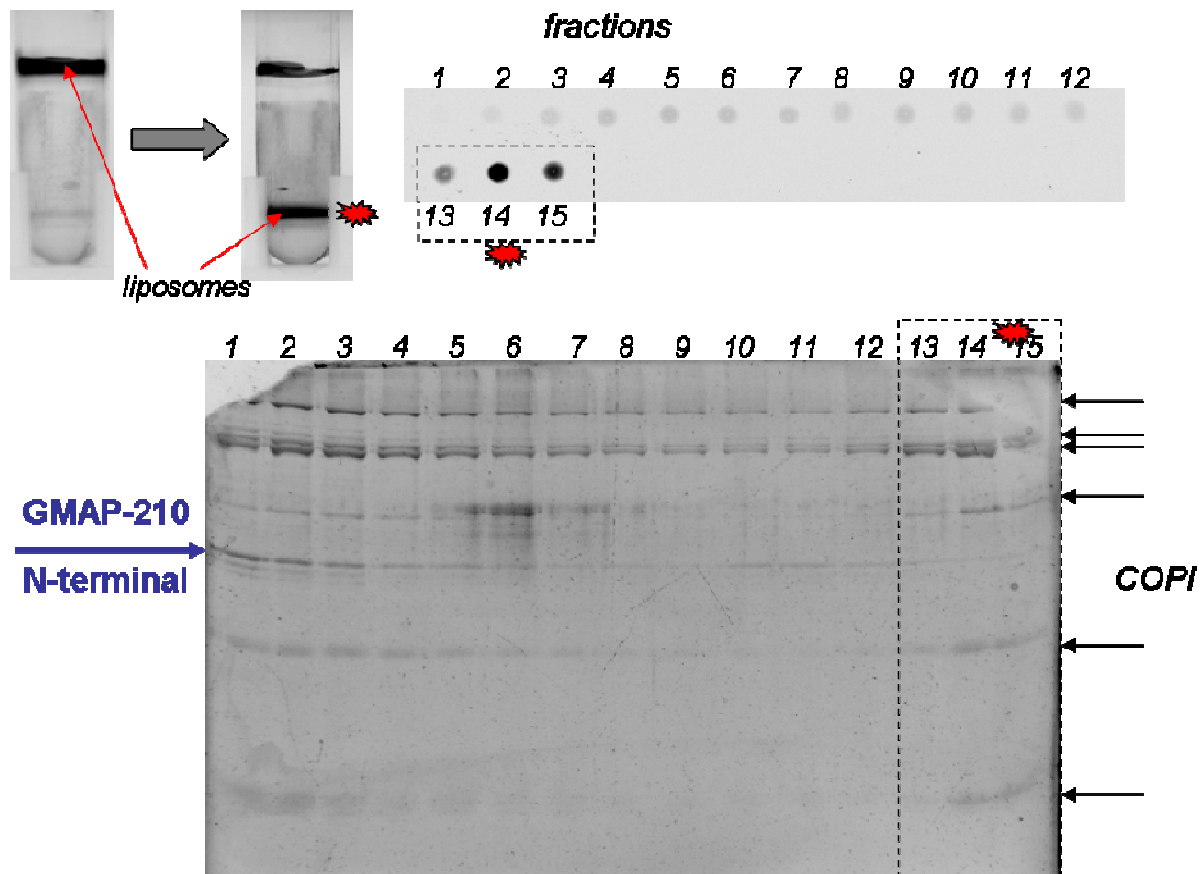 fractions
1 2 3 4 5 6 7 8 9 10 11 12
13 14 15
liposomes
1 2 3 4 5 6 7 8 9 10 11 12 13 14 15
GMAP-210
N-terminal
COPI